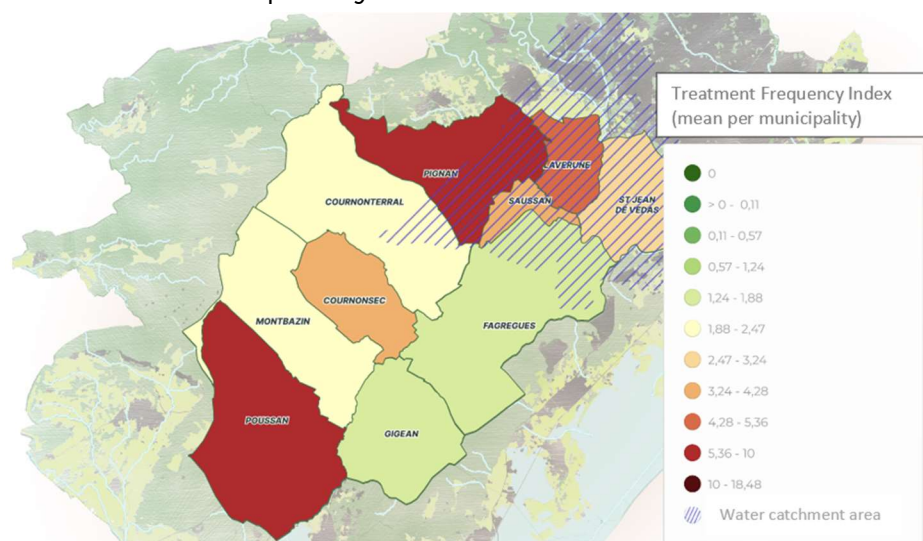 Treatment Frequency Index
(mean per municipality)
0
> 0 - 0,11
0,11 - 0,57
0,57 - 1,24
1,24 - 1,88
1,88 - 2,47
2,47 - 3,24
3,24 - 4,28
4,28 - 5,36
5,36 - 10
10 - 18,48
Water catchment area
PIGNAN
LAVERUNE
COURNONTERRAL
SAUSSAN
ST JEAN
DE VEDAS
COURNONSEC
MONTBAZIN
FAGREGUES
POUSSAN
GIGEAN